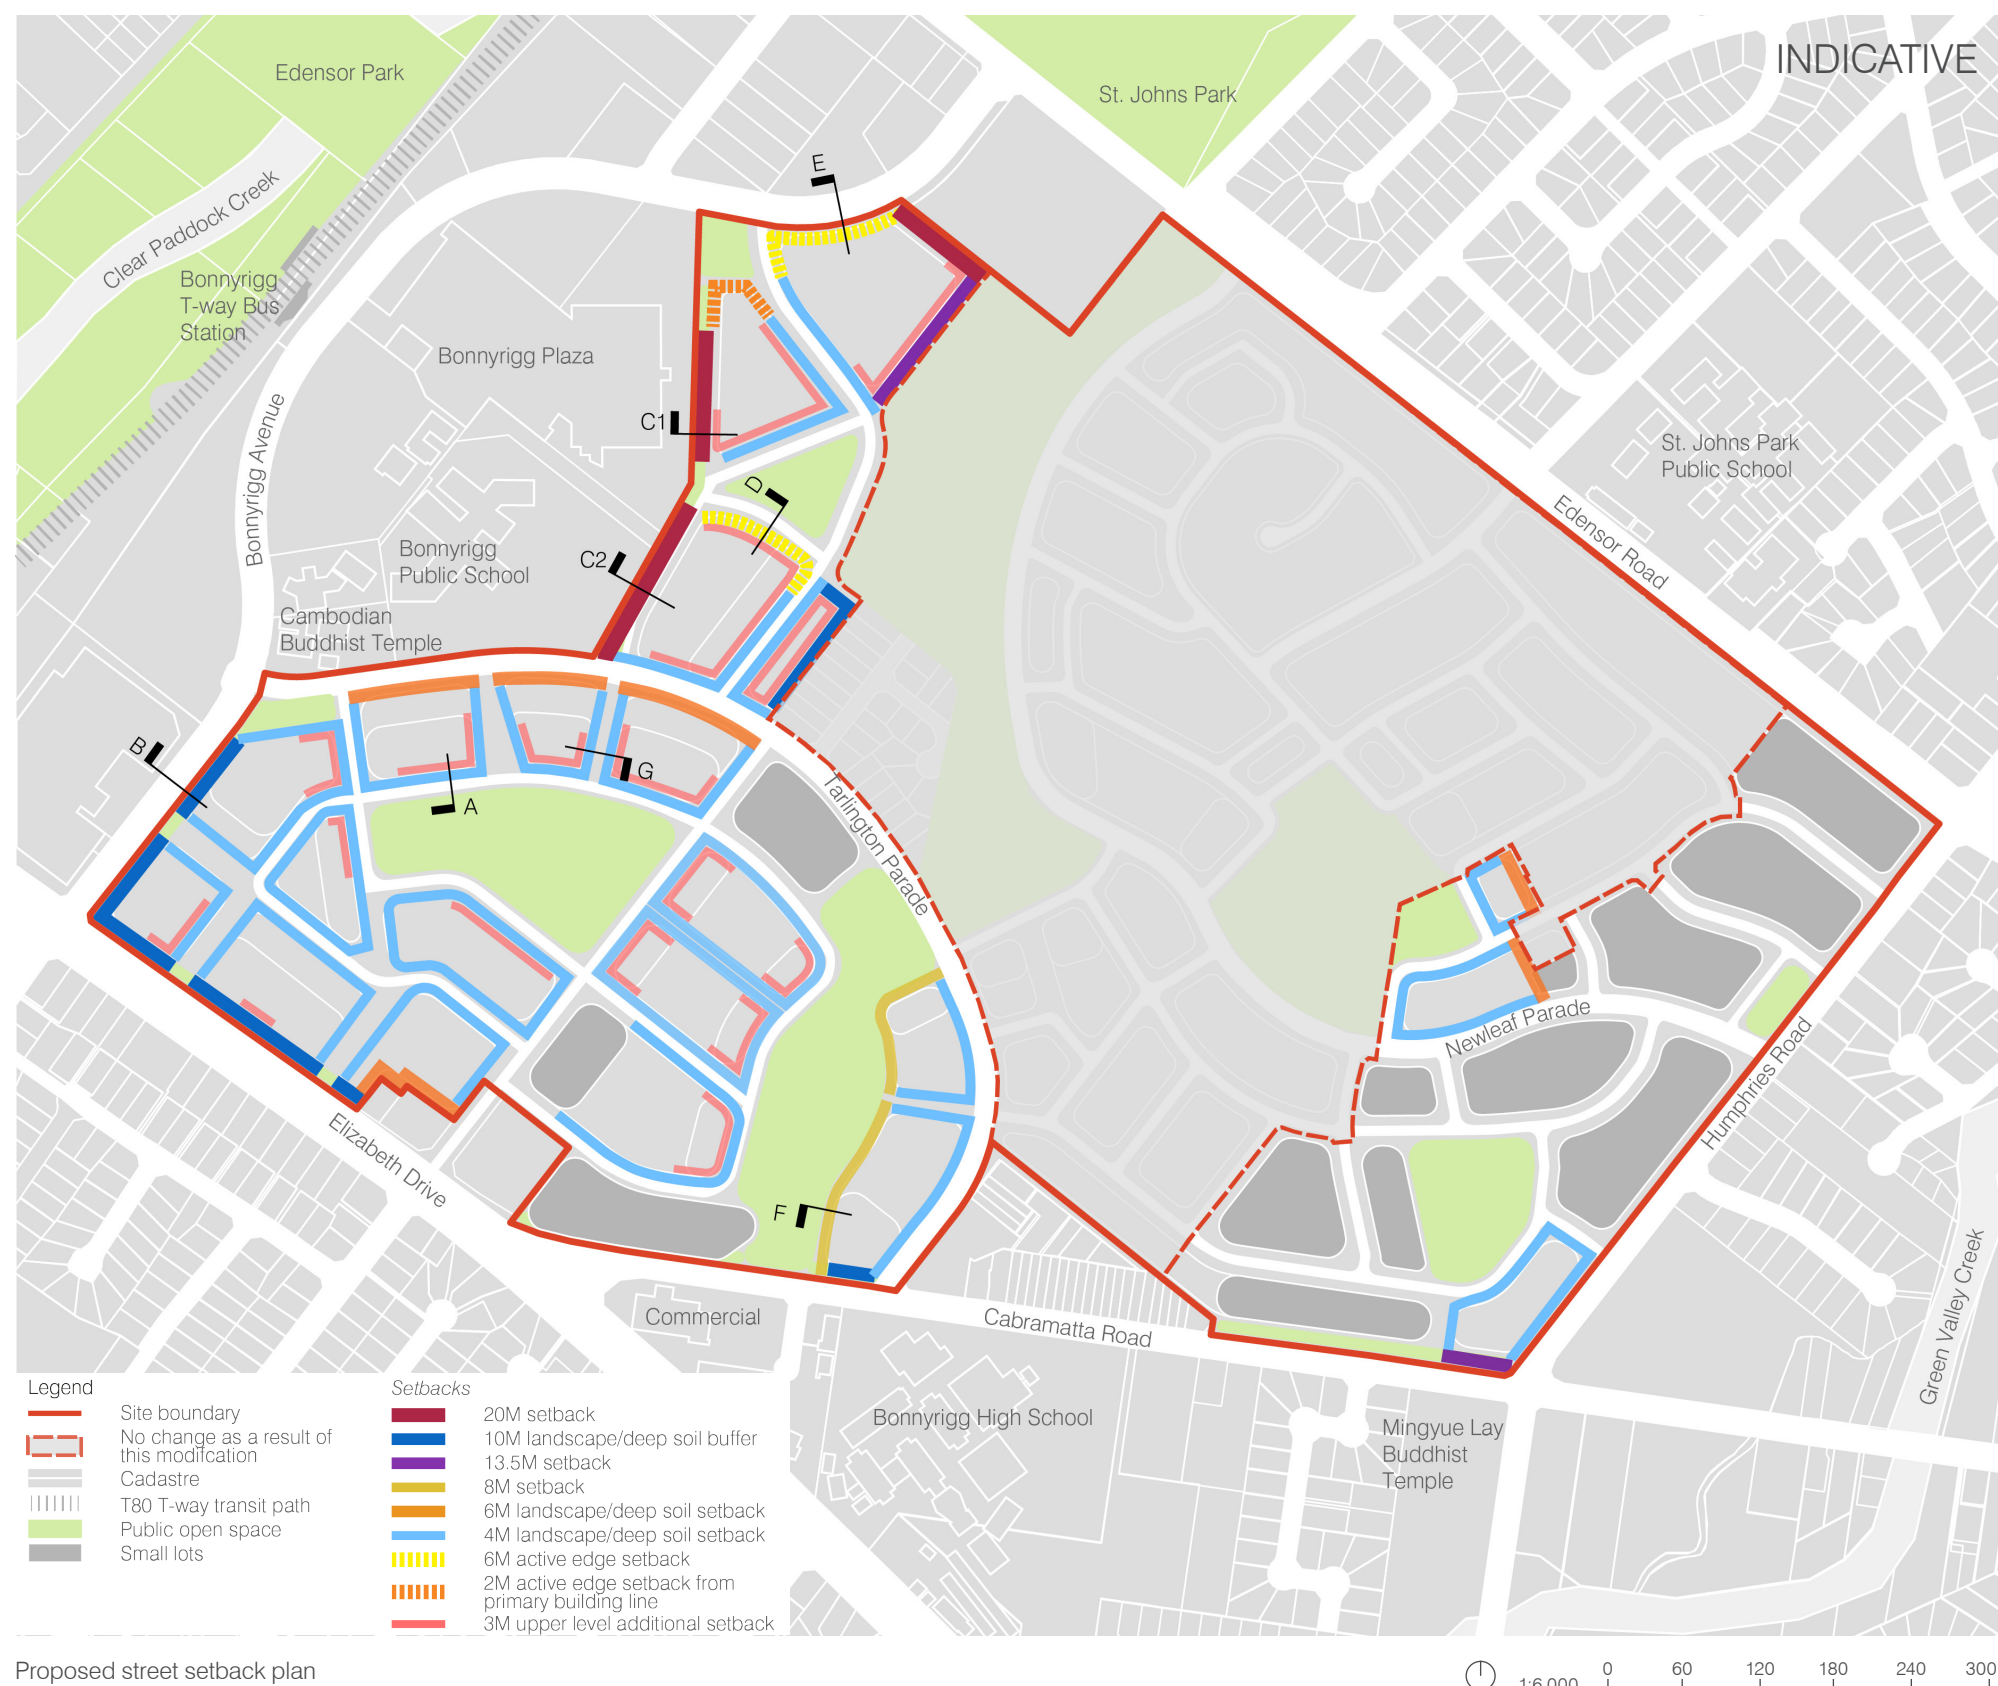 INDICATIVE
Edensor Park
St. Johns Park
Clear Paddock Creek
Bonnyrigg
T-way Bus
Station
E
Bonnyrigg Plaza
Bonnyrigg Avenue
C1
St. Johns Park
Public School
D
Edensor Road
Bonnyrigg
Public School
C2
Cambodian
Buddhist Temple
B
G
A
Tarlington Parade
Newleaf Parade
Humphries Road
Elizabeth Drive
F
Green Valley Creek
Commercial
Cabramatta Road
Bonnyrigg High School
Mingyue Lay
Buddhist
Temple
Legend
Site boundary
No change as a result of
this modifcation
Cadastre
T80 T-way transit path
Public open space
Small lots
Setbacks
20M setback
10M landscape/deep soil buffer
13.5M setback
8M setback
6M landscape/deep soil setback
4M landscape/deep soil setback
6M active edge setback
2M active edge setback from
primary building line
3M upper level additional setback
Proposed street setback plan
1:6,000
0 60 120 180 240 300